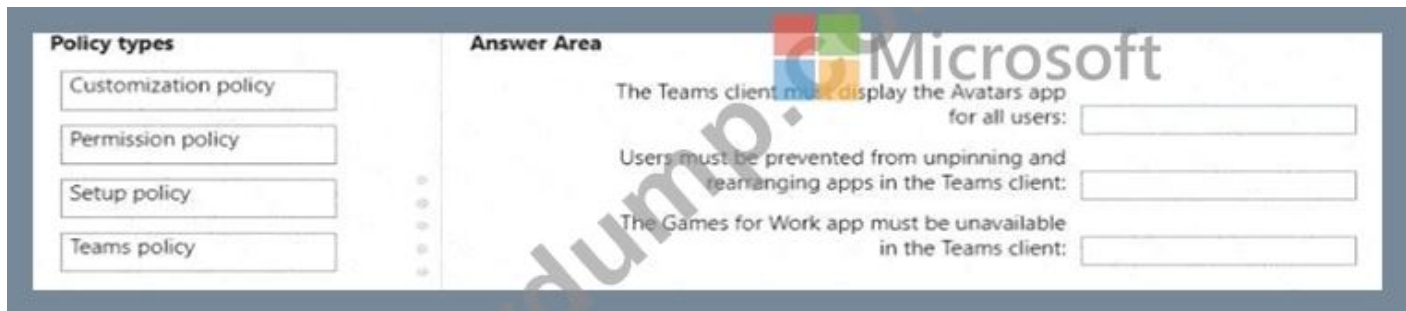 Policy types
Customization policy
Permission policy
Setup policy
Teams policy
Answer Area
Microsoft
The Teams client must display the Avatars app
for all users:
Users must be prevented from unpinning and
rearranging apps in the Teams client:
The Games for Work app must be unavailable
in the Teams client:
dump.co